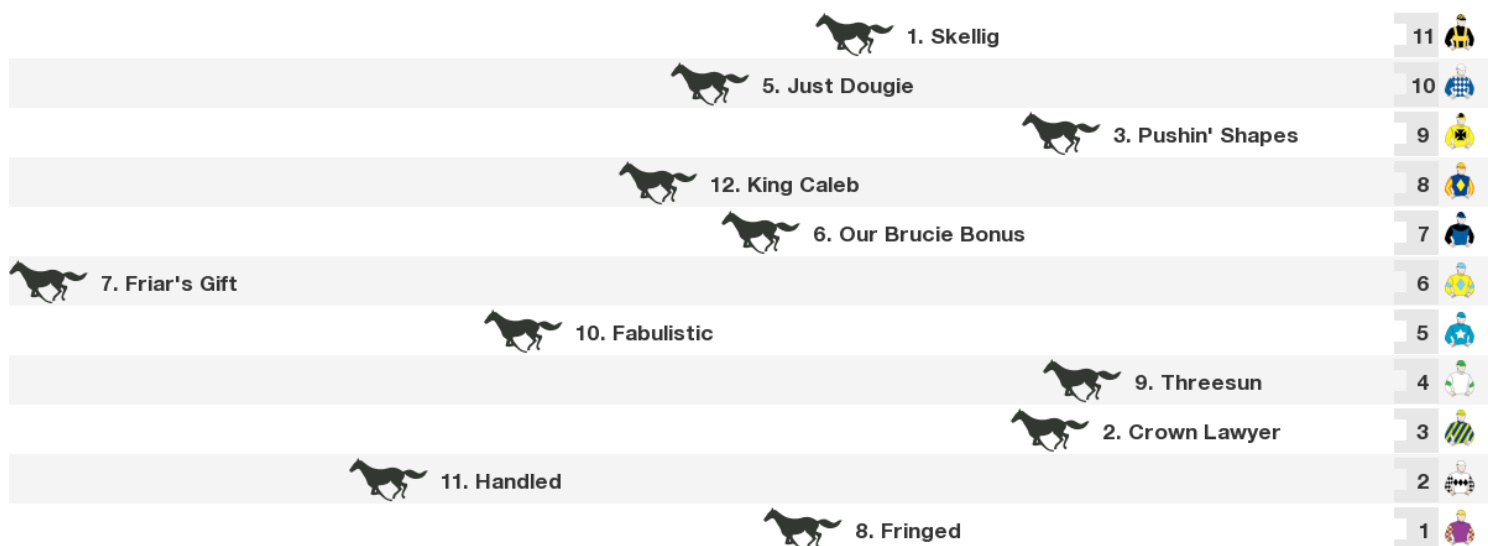 1. Skellig 11
5. Just Dougie 10
3. Pushin' Shapes 9
12. King Caleb 8
6. Our Brucie Bonus 7
7. Friar's Gift 6
10. Fabulistic 5
9. Threesun 4
2. Crown Lawyer 3
11. Handled 2
8. Fringed 1